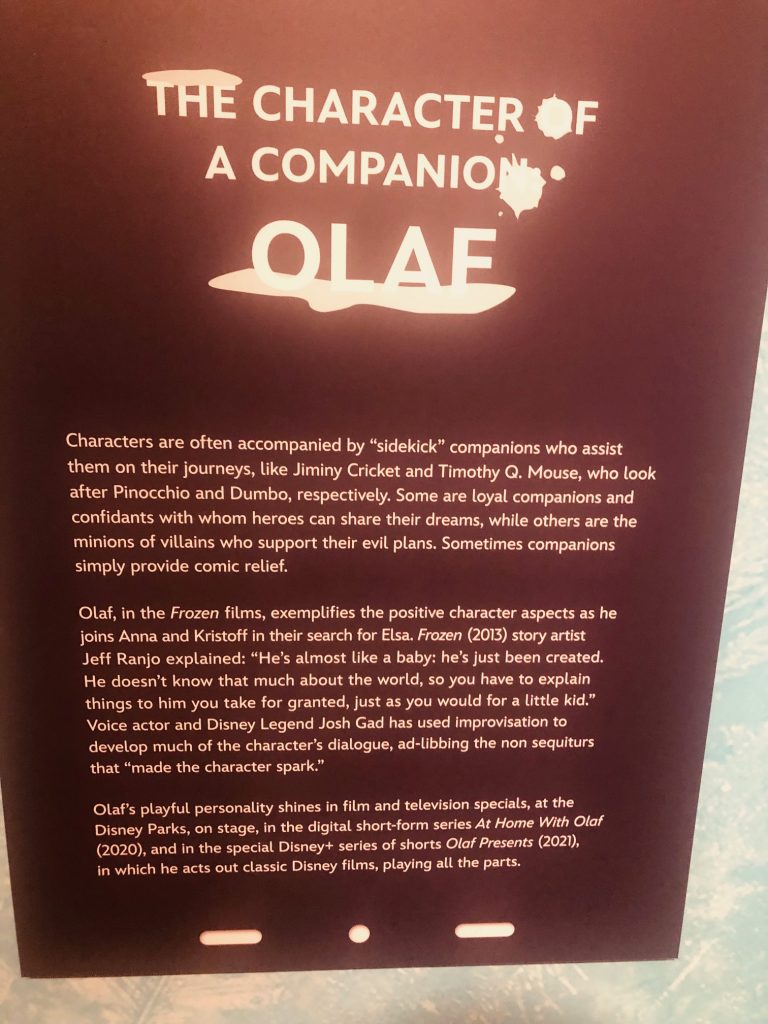 THE CHARACTER OF
A COMPANION:
OLAF
Characters are often accompanied by “sidekick” companions who assist
them on their journeys, like Jiminy Cricket and Timothy Q. Mouse, who look
after Pinocchio and Dumbo, respectively. Some are loyal companions and
confidants with whom heroes can share their dreams, while others are the
minions of villains who support their evil plans. Sometimes companions
simply provide comic relief.
Olaf, in the Frozen films, exemplifies the positive character aspects as he
joins Anna and Kristoff in their search for Elsa. Frozen (2013) story artist
Jeff Ranjo explained: “He’s almost like a baby: he’s just been created.
He doesn’t know that much about the world, so you have to explain
things to him you take for granted, just as you would for a little kid.”
Voice actor and Disney Legend Josh Gad has used improvisation to
develop much of the character’s dialogue, ad-libbing the non sequiturs
that “made the character spark.”
Olaf’s playful personality shines in film and television specials, at the
Disney Parks, on stage, in the digital short-form series At Home With Olaf
(2020), and in the special Disney+ series of shorts Olaf Presents (2021),
in which he acts out classic Disney films, playing all the parts.